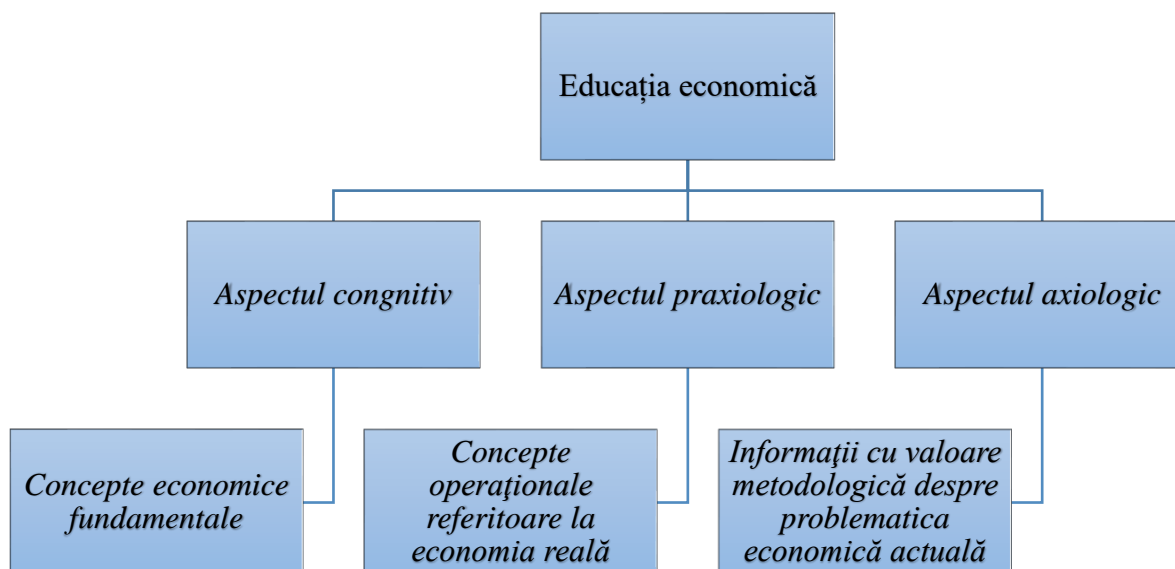 Educația economică
Aspectul congnitiv
Aspectul praxiologic
Aspectul axiologic
Concepte economice
fundamentale
Concepte
operaţionale
referitoare la
economia reală
Informaţii cu valoare
metodologică despre
problematica
economică actuală